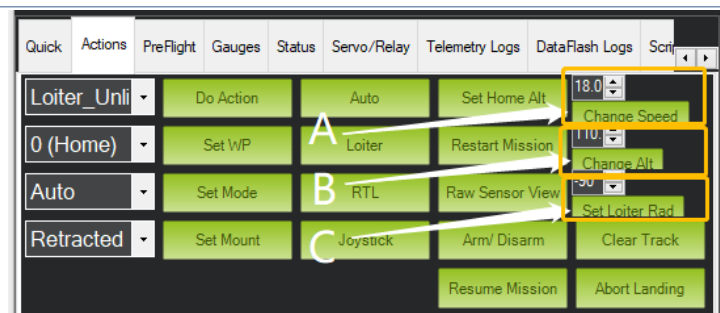 Quick Actions PreFlight Gauges Status Servo/Relay Telemetry Logs DataFlash Logs
Loiter_Unli Do Action Auto Set Home Alt 18.0 Change Speed
A
0 (Home) Set WP Loiter Restart Mission 110. Change Alt
B
Auto Set Mode RTL Raw Sensor View -90 Set Loiter Rad
C
Retracted Set Mount Joystick Arm/ Disarm Clear Track
Resume Mission Abort Landing